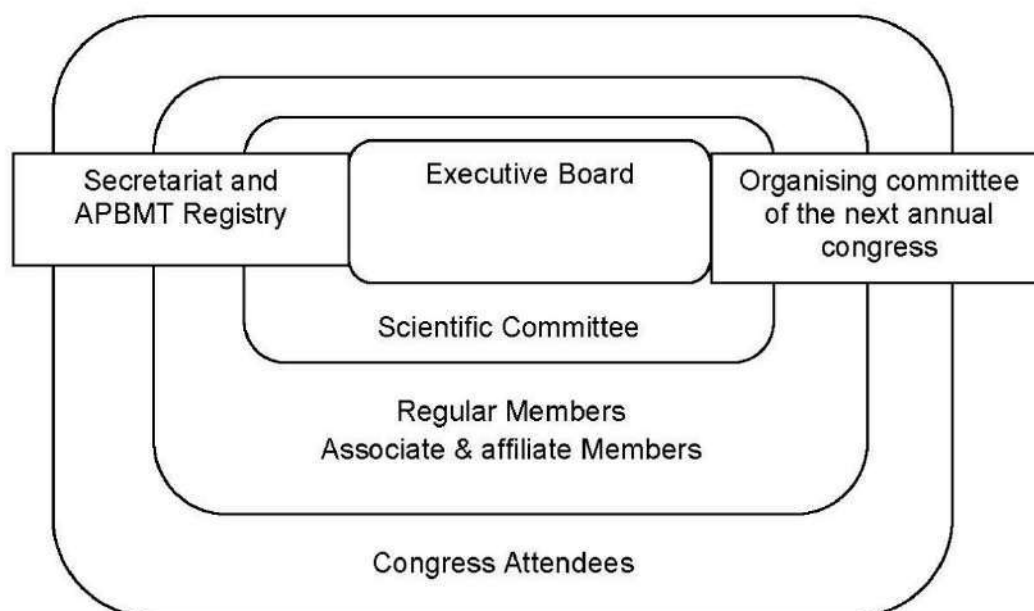 Secretariat and
APBMT Registry
Executive Board
Organising committee
of the next annual
congress
Scientific Committee
Regular Members
Associate & affiliate Members
Congress Attendees